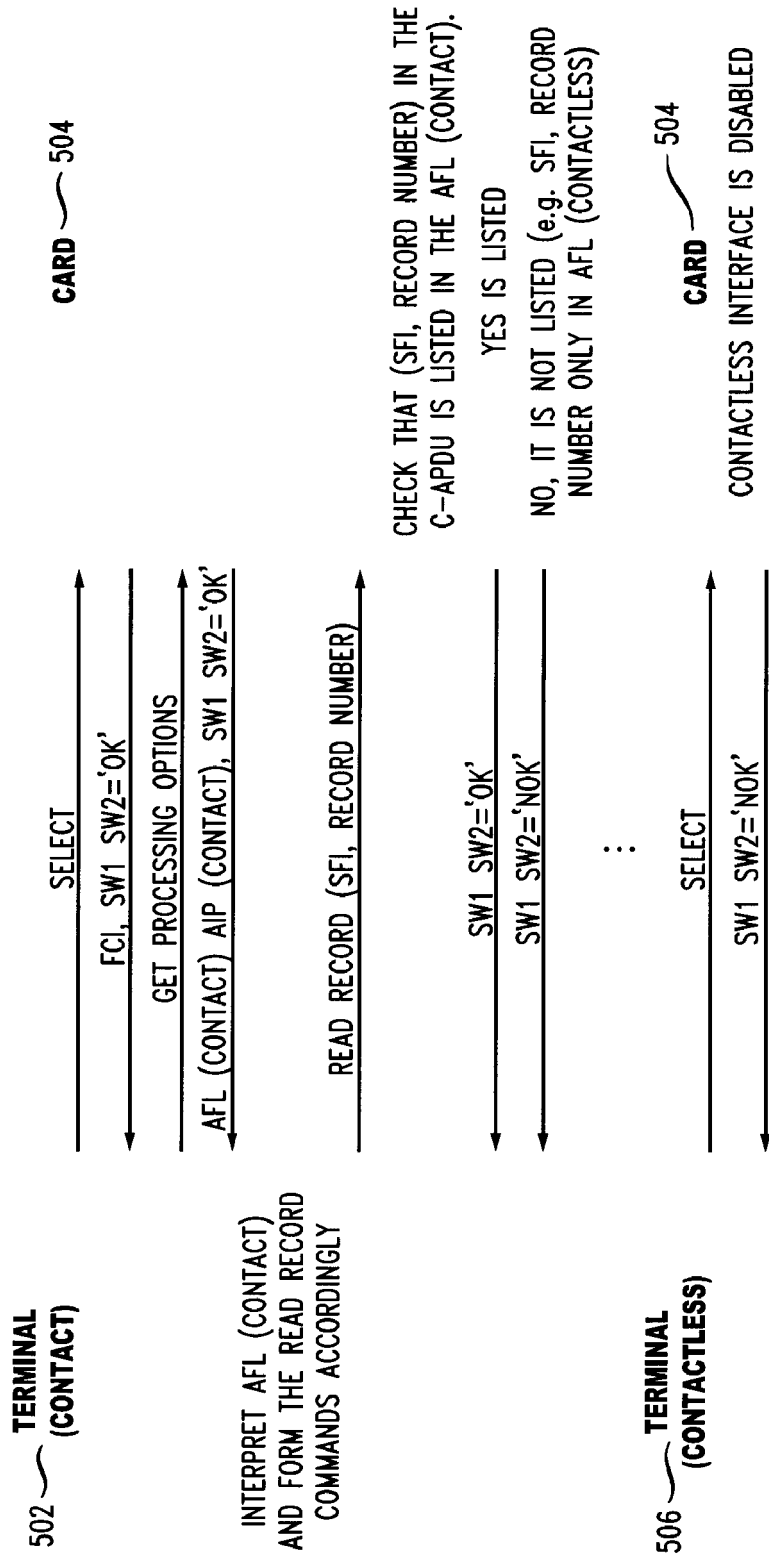 502
TERMINAL
(CONTACT)
CARD
504
SELECT
FCI, SW1 SW2='OK'
GET PROCESSING OPTIONS
AFL (CONTACT) AIP (CONTACT), SW1 SW2='OK'
INTERPRET AFL (CONTACT)
AND FORM THE READ RECORD
COMMANDS ACCORDINGLY
READ RECORD (SFI, RECORD NUMBER)
CHECK THAT (SFI, RECORD NUMBER) IN THE
C-APDU IS LISTED IN THE AFL (CONTACT).
SW1 SW2='OK'
YES IS LISTED
SW1 SW2='NOK'
NO, IT IS NOT LISTED (e.g. SFI, RECORD
NUMBER ONLY IN AFL (CONTACTLESS)
506
TERMINAL
(CONTACTLESS)
CARD
504
SELECT
SW1 SW2='NOK'
CONTACTLESS INTERFACE IS DISABLED